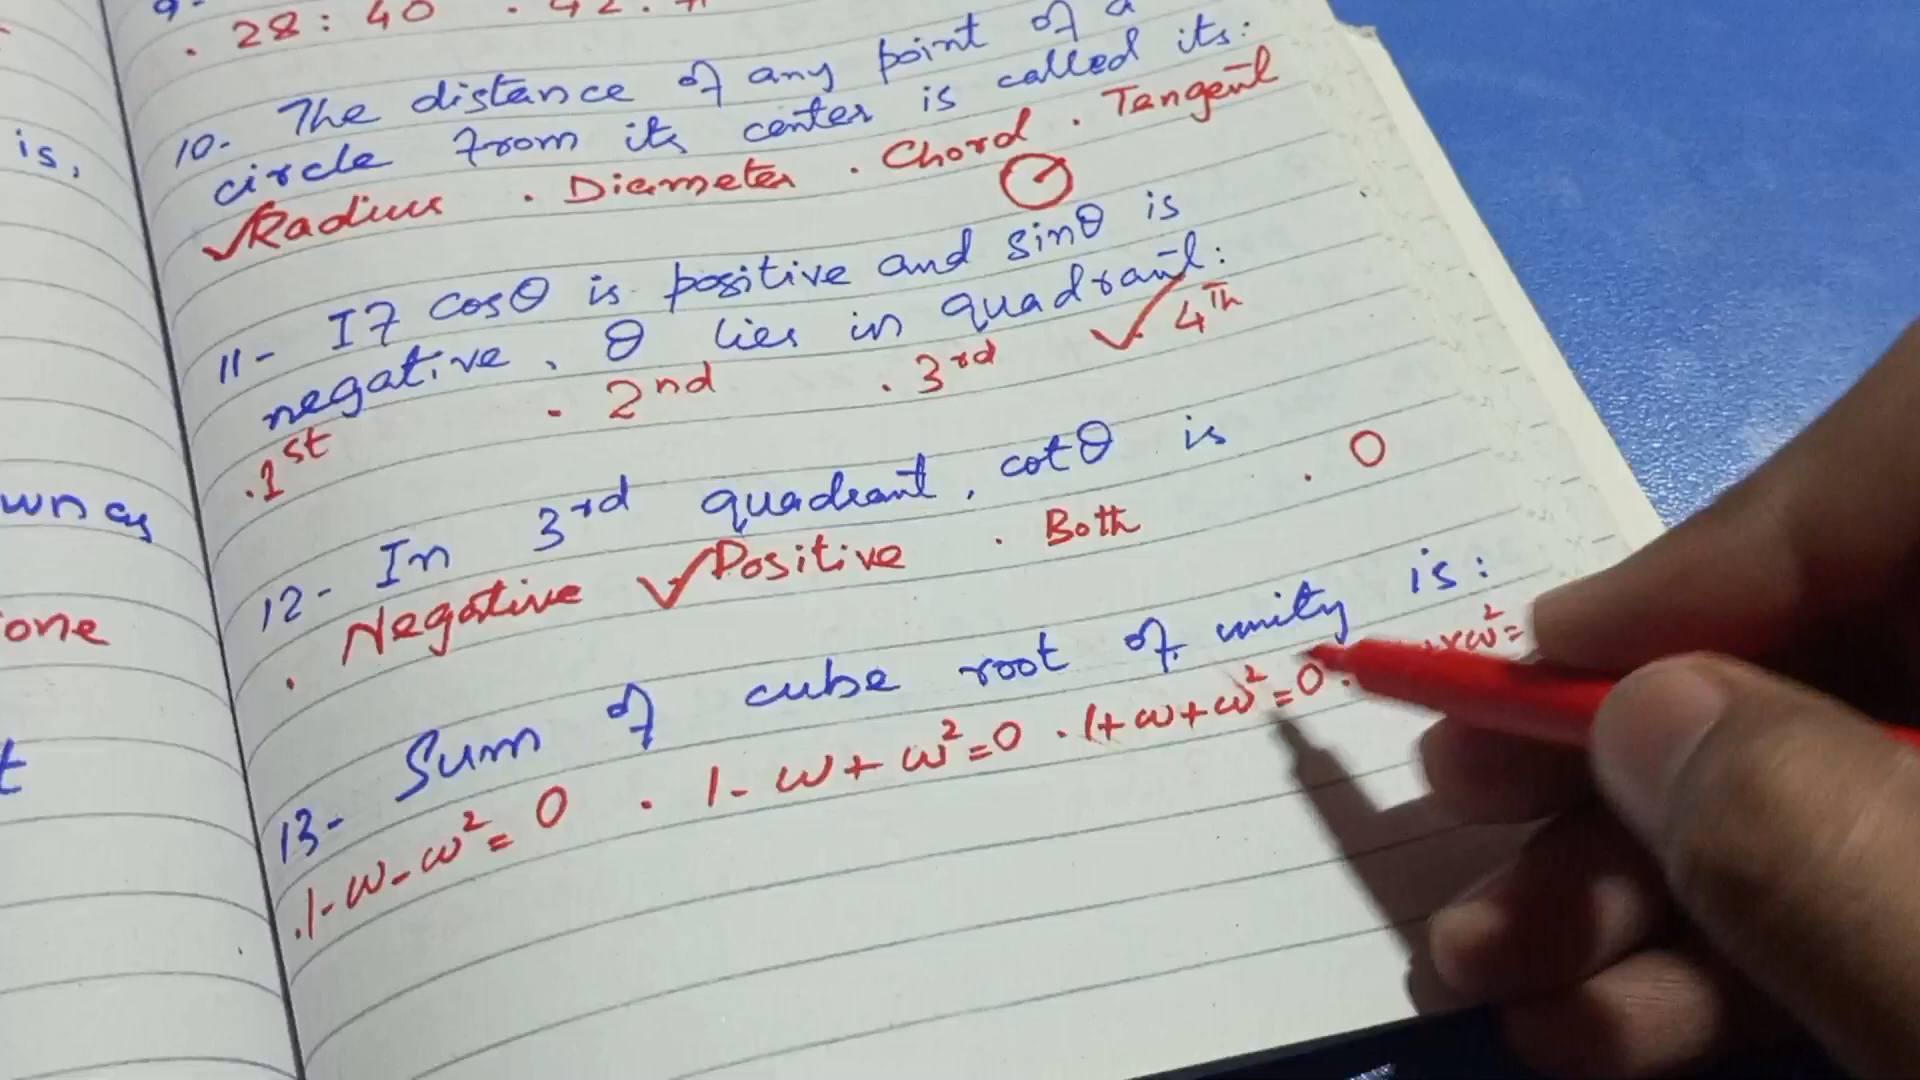 is,
wn as
one
t
9-
. 28 : 40 . 42 :
10- The distance of any point of a
circle from its center is called its:
✓Radius . Diameter . Chord . Tangent
11- If cosθ is positive and sinθ is
negative, θ lies in quadrant:
.1st . 2nd . 3rd ✓. 4Th
12- In 3rd quadrant, cotθ is
. Negative ✓Positive . Both . 0
13- Sum of cube root of unity is:
.1-ω-ω²=0 . 1-ω+ω²=0 .1+ω+ω²=0. xω²=